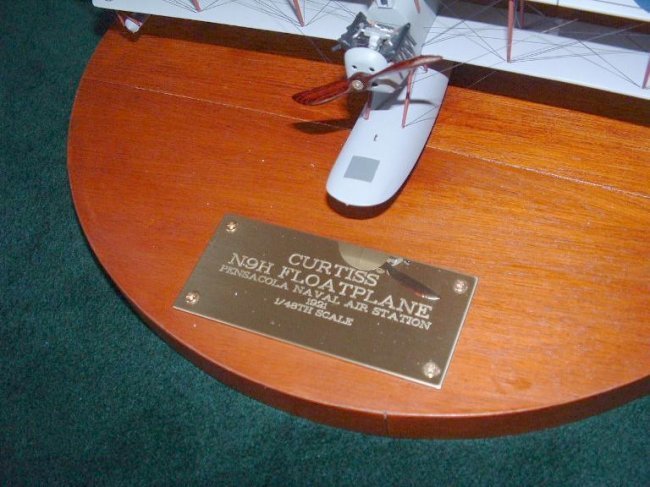 CURTISS
N9H FLOATPLANE
PENSACOLA NAVAL AIR STATION
1921
1/48TH SCALE